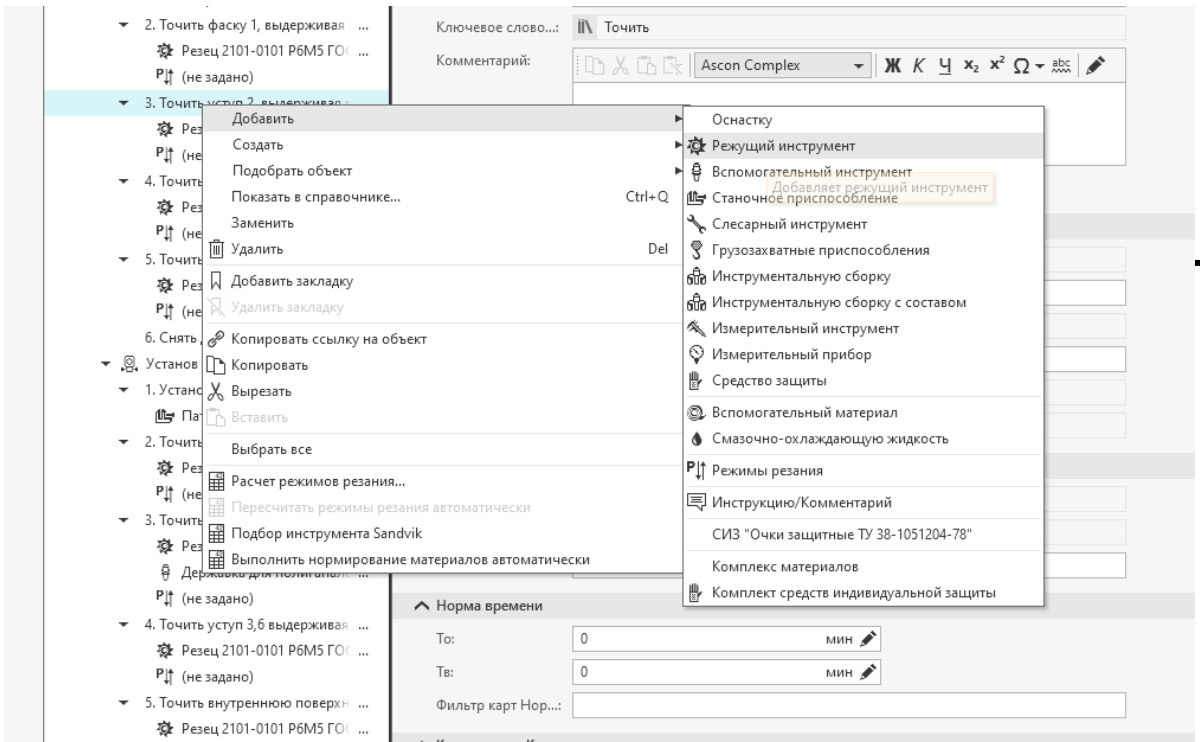 2. Точить фаску 1, выдерживая ...
Резец 2101-0101 Р6М5 ГОС ...
(не задано)
3. Точить уступ 2, выдерживая
Рез
(не
4. Точить
Рез
(не
5. Точить
Рез
(не
6. Снять
Установ
1. Устано
Пат
2. Точить
Рез
(не
3. Точить
Рез
Державка для
(не задано)
4. Точить уступ 3,6 выдерживая ...
Резец 2101-0101 Р6М5 ГОС ...
(не задано)
5. Точить внутреннюю поверхн ...
Резец 2101-0101 Р6М5 ГОС ...
Ключевое слово...: Точить
Комментарий:
Ascon Complex Ж К Ч x₂ x² Ω abc
Добавить
Создать
Подобрать объект
Показать в справочнике... Ctrl+Q
Заменить
Удалить Del
Добавить закладку
Удалить закладку
Копировать ссылку на объект
Копировать
Вырезать
Вставить
Выбрать все
Расчет режимов резания...
Пересчитать режимы резания автоматически
Подбор инструмента Sandvik
Выполнить нормирование материалов автоматически
Оснастку
Режущий инструмент
Вспомогательный инструмент
Добавляет режущий инструмент
Станочное приспособление
Слесарный инструмент
Грузозахватные приспособления
Инструментальную сборку
Инструментальную сборку с составом
Измерительный инструмент
Измерительный прибор
Средство защиты
Вспомогательный материал
Смазочно-охлаждающую жидкость
Режимы резания
Инструкцию/Комментарий
СИЗ "Очки защитные ТУ 38-1051204-78"
Комплекс материалов
Комплект средств индивидуальной защиты
Норма времени
То: 0 мин
Тв: 0 мин
Фильтр карт Нор...: